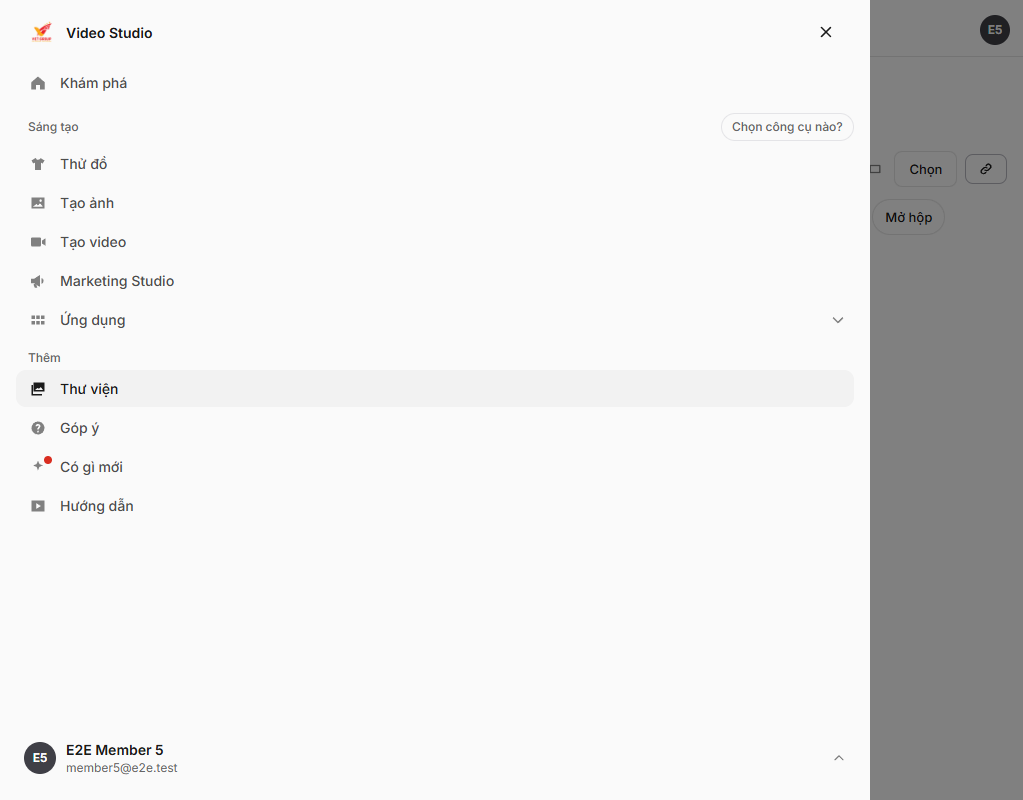 Video Studio
E5
Khám phá
Sáng tạo
Chọn công cụ nào?
Thử đồ
Chọn
Tạo ảnh
Mở hộp
Tạo video
Marketing Studio
Ứng dụng
Thêm
Thư viện
Góp ý
Có gì mới
Hướng dẫn
E5
E2E Member 5
member5@e2e.test